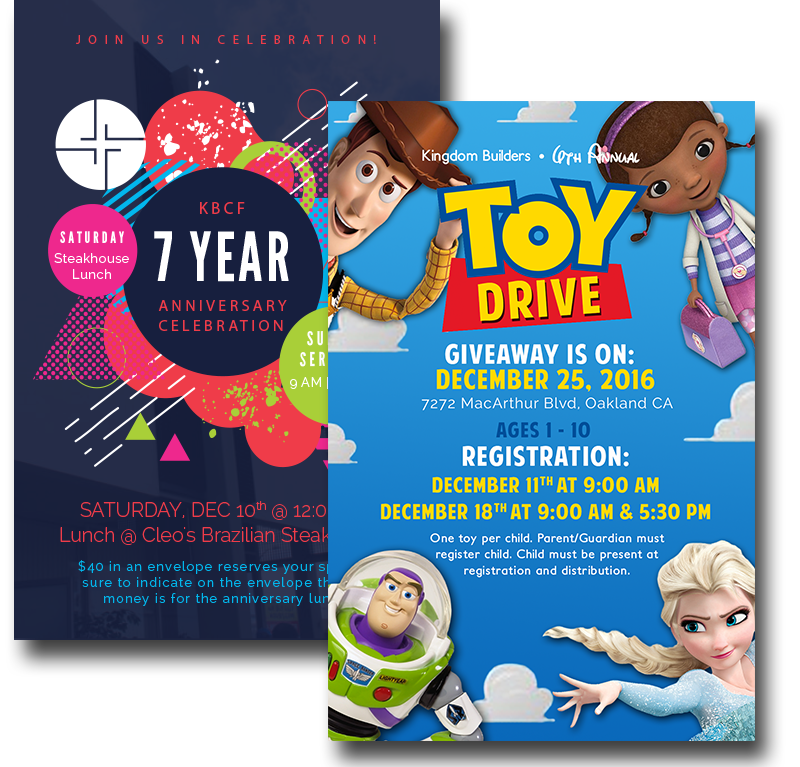 JOIN US IN CELEBRATION!
SATURDAY
Steakhouse
Lunch
KBCF
7 YEAR
ANNIVERSARY
CELEBRATION
9 AM
SATURDAY, DEC 10th @ 12:0
Lunch @ Cleo's Brazilian Steak
$40 in an envelope reserves your
sure to indicate on the envelope
money is for the anniversary
Kingdom Builders • 6TH ANNUAL
TOY
DRIVE
GIVEAWAY IS ON:
DECEMBER 25, 2016
7272 MacArthur Blvd, Oakland CA
AGES 1 - 10
REGISTRATION:
DECEMBER 11TH AT 9:00 AM
DECEMBER 18TH AT 9:00 AM & 5:30 PM
One toy per child. Parent/Guardian must
register child. Child must be present at
registration and distribution.
LIGHTYEAR